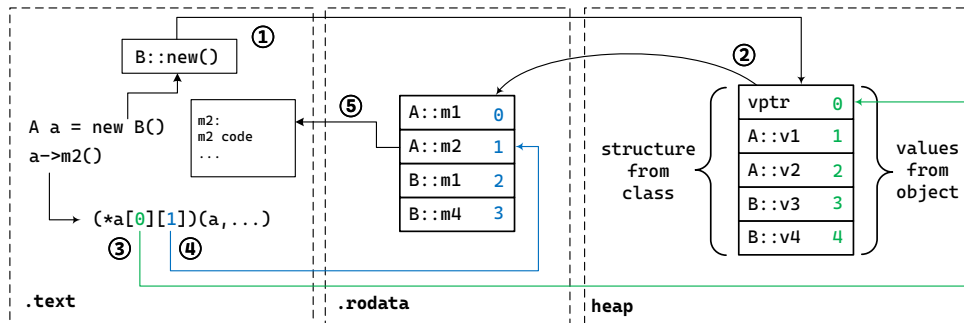 ①
B::new()
A a = new B()
a->m2()
(*a[0][1])(a,...)
③
④
.text
⑤
m2:
m2 code
...
A::m1 0
A::m2 1
B::m1 2
B::m4 3
.rodata
②
structure
from
class
vptr 0
A::v1 1
A::v2 2
B::v3 3
B::v4 4
values
from
object
heap